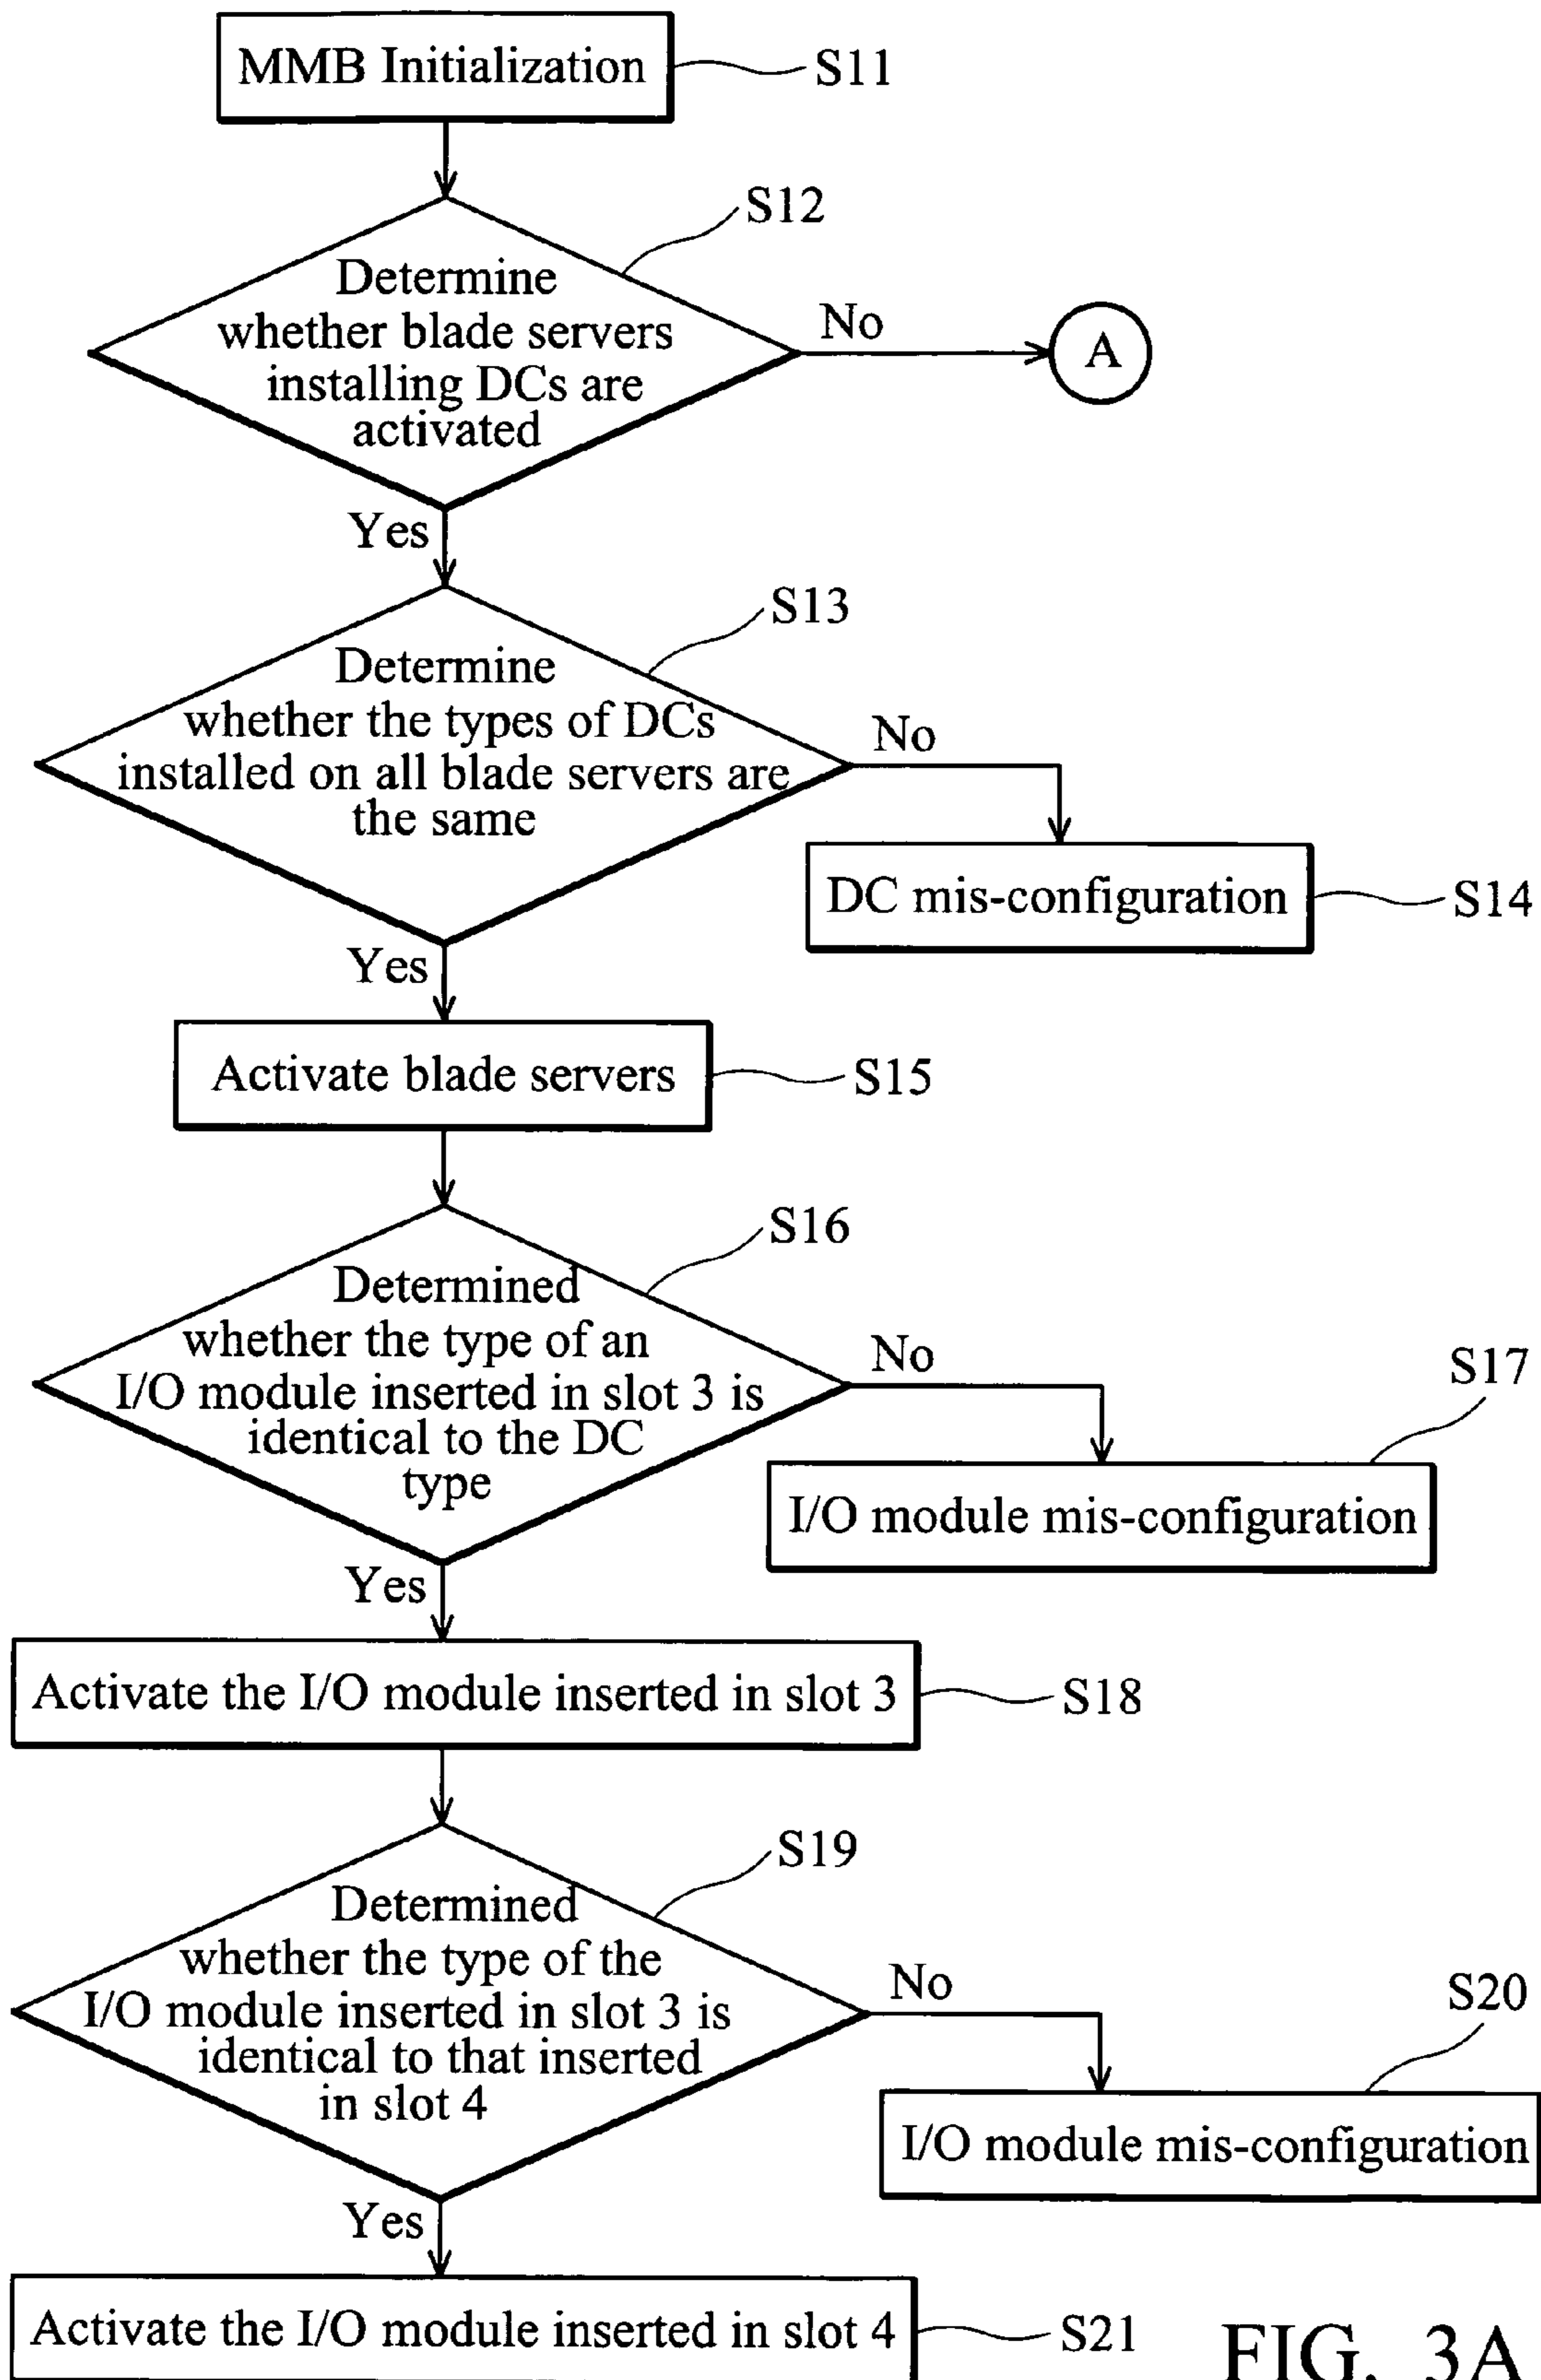 MMB Initialization
S11
S12
Determine
whether blade servers
installing DCs are
activated
No
A
Yes
S13
Determine
whether the types of DCs
installed on all blade servers are
the same
No
DC mis-configuration
S14
Yes
Activate blade servers
S15
S16
Determined
whether the type of an
I/O module inserted in slot 3 is
identical to the DC
type
No
S17
I/O module mis-configuration
Yes
Activate the I/O module inserted in slot 3
S18
S19
Determined
whether the type of the
I/O module inserted in slot 3 is
identical to that inserted
in slot 4
No
S20
I/O module mis-configuration
Yes
Activate the I/O module inserted in slot 4
S21
FIG. 3A